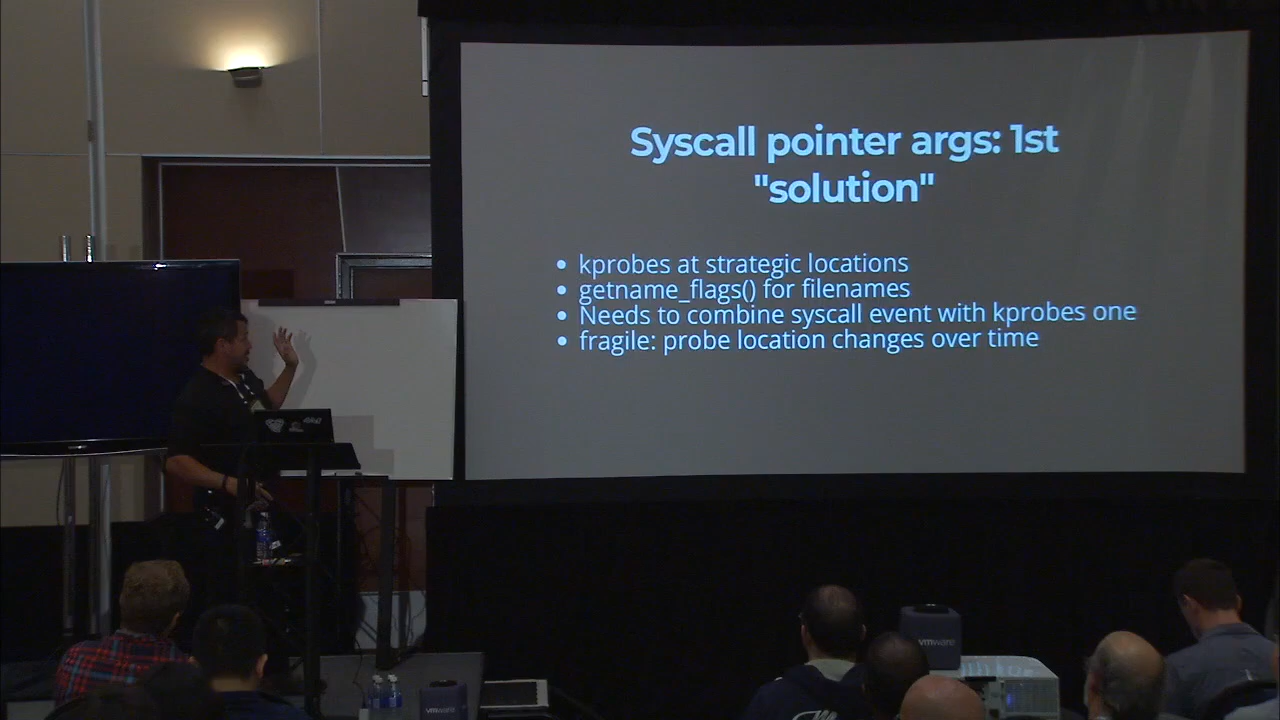 Syscall pointer args: 1st
"solution"
• kprobes at strategic locations
• getname_flags() for filenames
• Needs to combine syscall event with kprobes one
• fragile: probe location changes over time
vmware
vmware